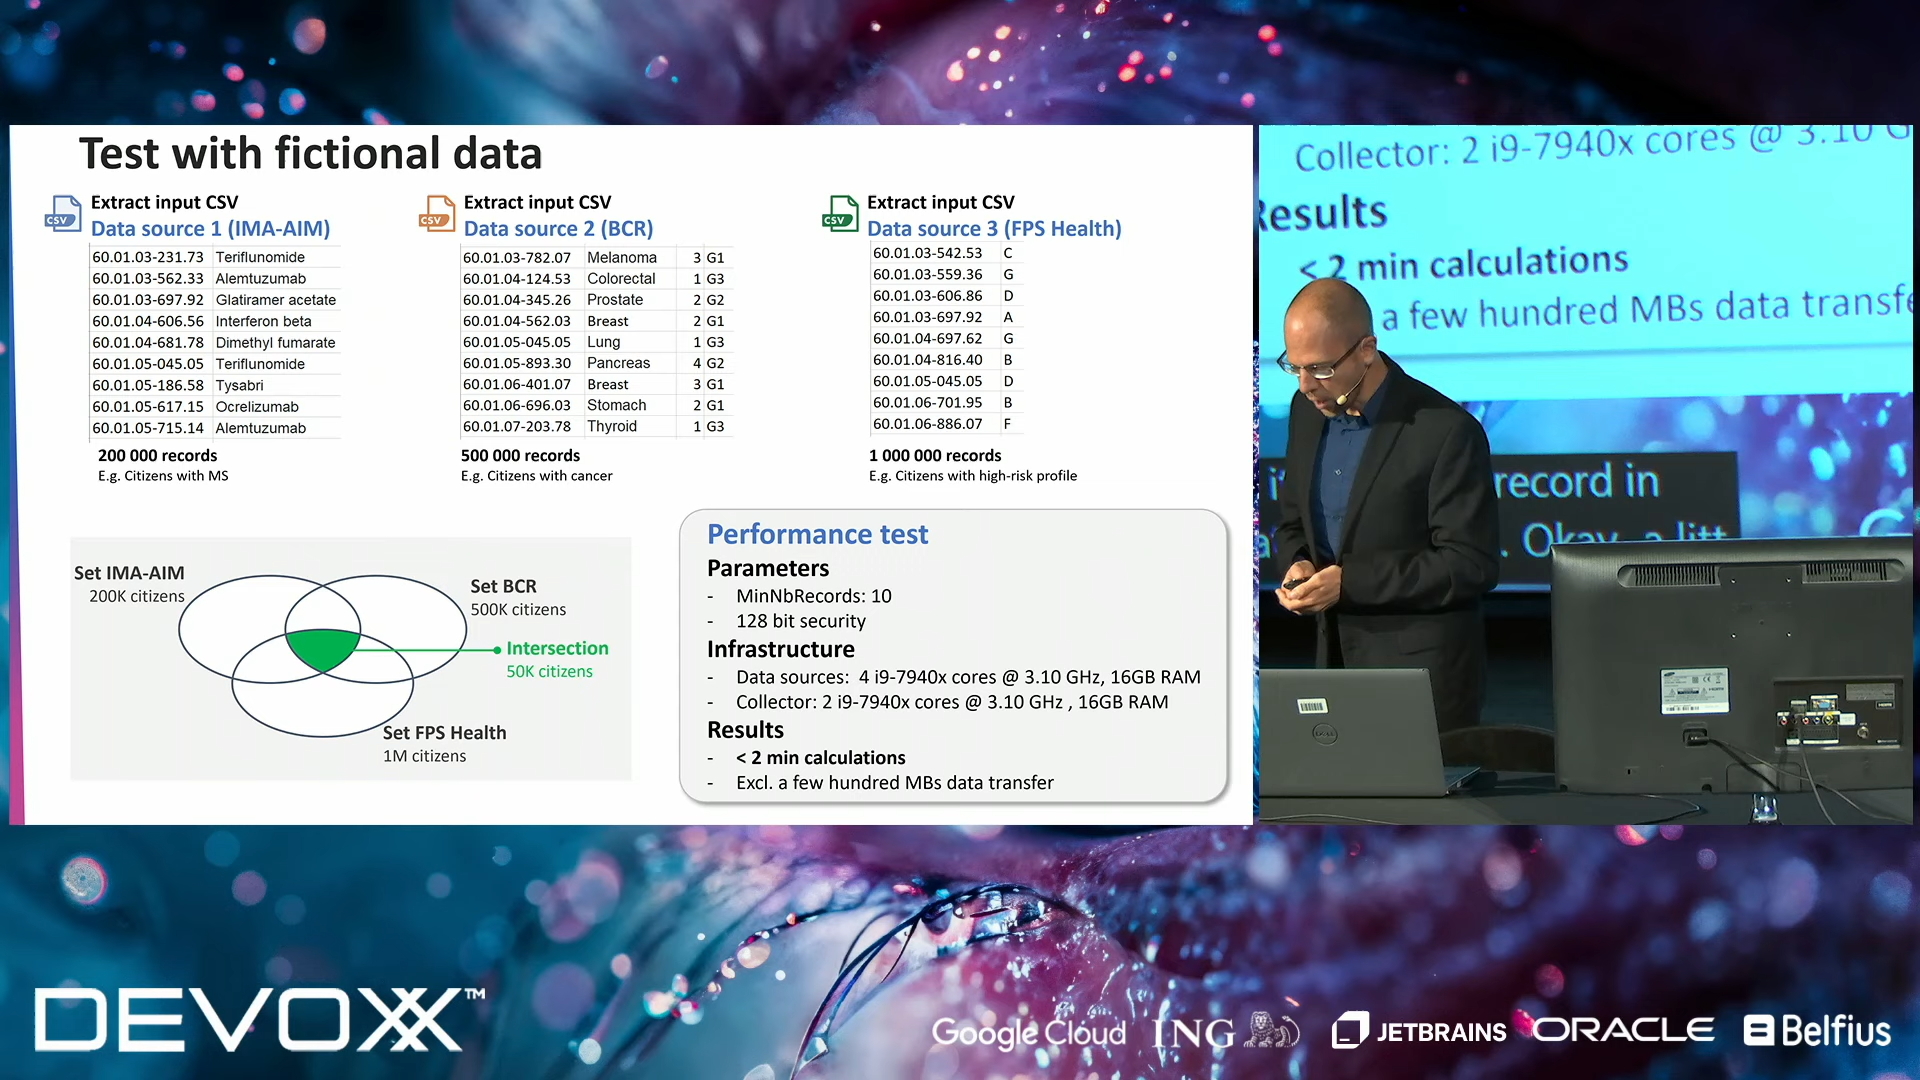 Test with fictional data
Extract input CSV
Data source 1 (IMA-AIM)
CSV
60.01.03-231.73 Teriflunomide
60.01.03-562.33 Alemtuzumab
60.01.03-697.92 Glatiramer acetate
60.01.04-606.56 Interferon beta
60.01.04-681.78 Dimethyl fumarate
60.01.05-045.05 Teriflunomide
60.01.05-186.58 Tysabri
60.01.05-617.15 Ocrelizumab
60.01.05-715.14 Alemtuzumab
200 000 records
E.g. Citizens with MS
Extract input CSV
Data source 2 (BCR)
CSV
60.01.03-782.07 Melanoma 3 G1
60.01.04-124.53 Colorectal 1 G3
60.01.04-345.26 Prostate 2 G2
60.01.04-562.03 Breast 2 G1
60.01.05-045.05 Lung 1 G3
60.01.05-893.30 Pancreas 4 G2
60.01.06-401.07 Breast 3 G1
60.01.06-696.03 Stomach 2 G1
60.01.07-203.78 Thyroid 1 G3
500 000 records
E.g. Citizens with cancer
Extract input CSV
Data source 3 (FPS Health)
CSV
60.01.03-542.53 C
60.01.03-559.36 G
60.01.03-606.86 D
60.01.03-697.92 A
60.01.04-697.62 G
60.01.04-816.40 B
60.01.05-045.05 D
60.01.06-701.95 B
60.01.06-886.07 F
1 000 000 records
E.g. Citizens with high-risk profile
Set IMA-AIM
200K citizens
Set BCR
500K citizens
Intersection
50K citizens
Set FPS Health
1M citizens
Performance test
Parameters
- MinNbRecords: 10
- 128 bit security
Infrastructure
- Data sources: 4 i9-7940x cores @ 3.10 GHz, 16GB RAM
- Collector: 2 i9-7940x cores @ 3.10 GHz , 16GB RAM
Results
- < 2 min calculations
- Excl. a few hundred MBs data transfer
Collector: 2 i9-7940x cores @ 3.10 G
Results
< 2 min calculations
a few hundred MBs data transfe
record in
. Okay, a litt
DELL
DEVOXX™
Google Cloud
ING
JETBRAINS
ORACLE
Belfius